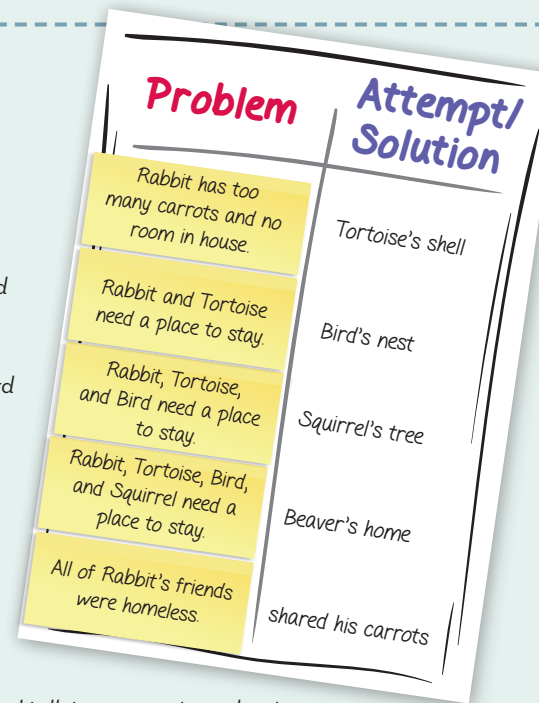 Problem
Attempt/
Solution
Rabbit has too
many carrots and no
room in house.
Tortoise's shell
Rabbit and Tortoise
need a place to stay.
Bird's nest
Rabbit, Tortoise,
and Bird need a place
to stay.
Squirrel's tree
Rabbit, Tortoise, Bird,
and Squirrel need a
place to stay.
Beaver's home
All of Rabbit's friends
were homeless.
shared his carrots